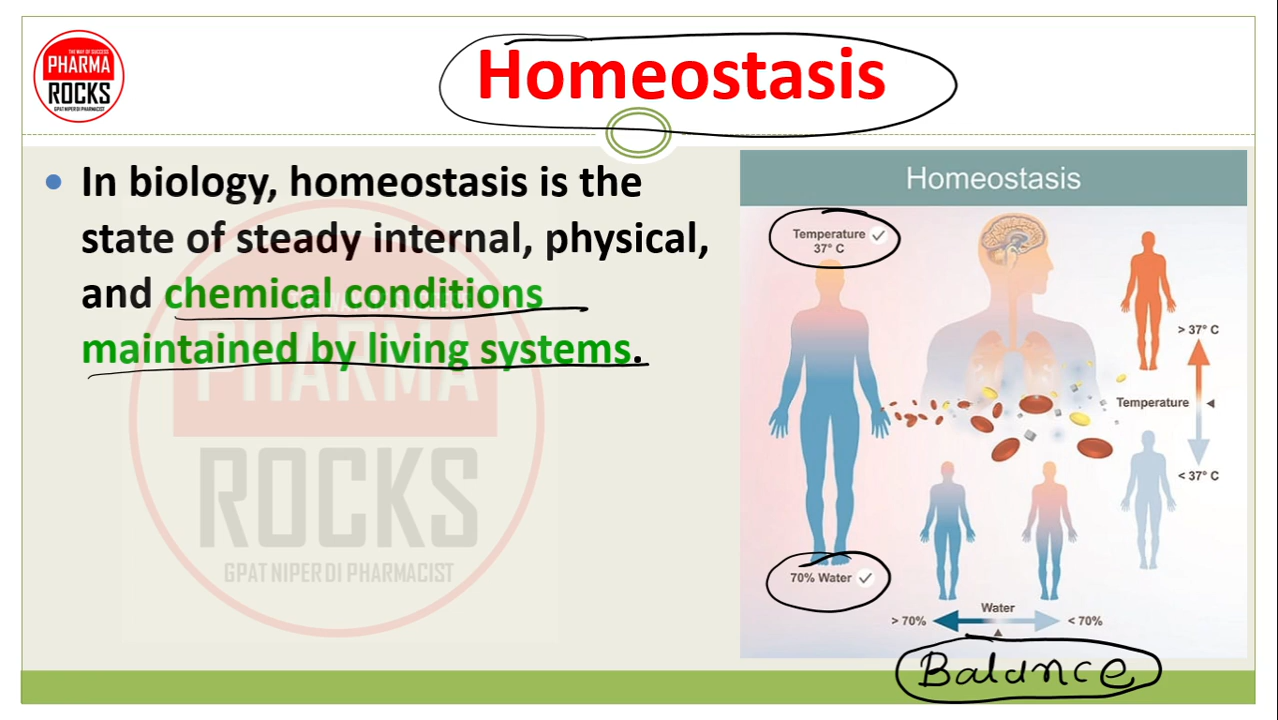 THE WAY OF SUCCESS
PHARMA
ROCKS
GPAT NIPER DI PHARMACIST
Homeostasis
In biology, homeostasis is the
state of steady internal, physical,
and chemical conditions
maintained by living systems.
PHARMA
ROCKS
GPAT NIPER DI PHARMACIST
Homeostasis
Temperature
37° C
> 37° C
Temperature
< 37° C
70% Water
Water
> 70%
< 70%
Balance